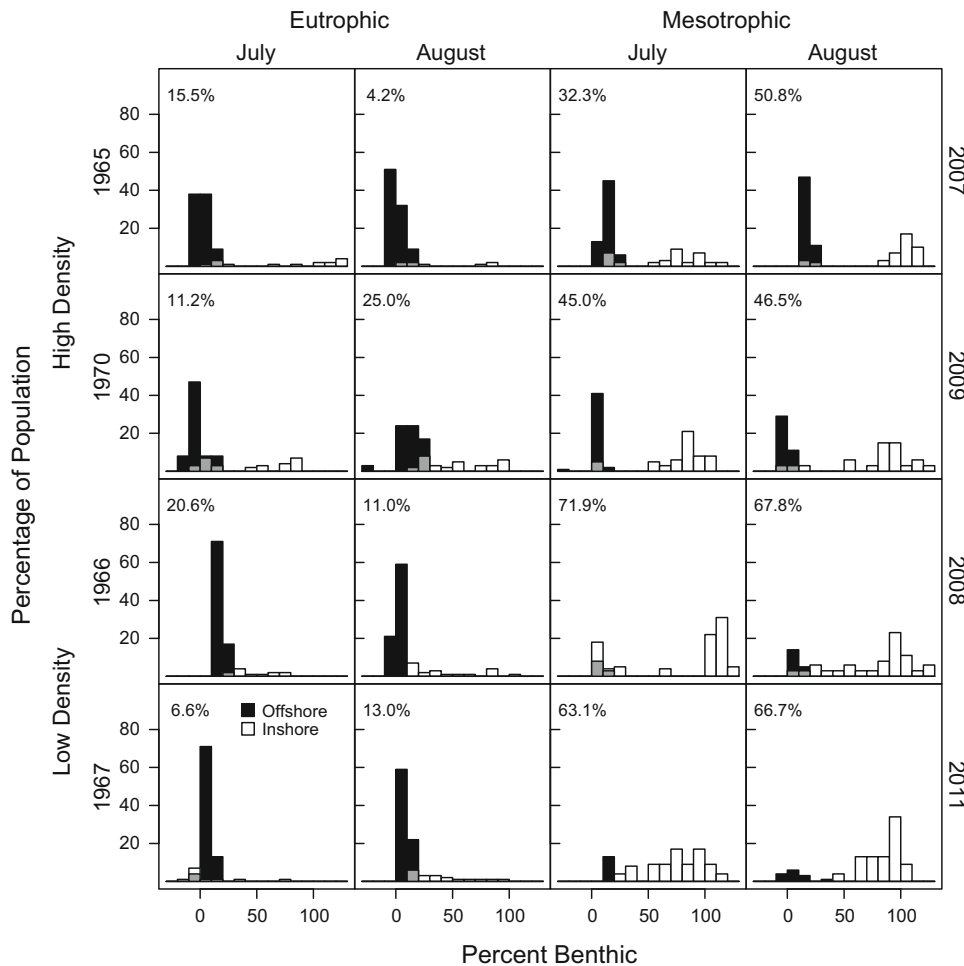 Eutrophic Mesotrophic
July August July August
15.5% 4.2% 32.3% 50.8%
80
60
40
20
1965
2007
High Density
11.2% 25.0% 45.0% 46.5%
80
60
40
20
1970
2009
Percentage of Population
20.6% 11.0% 71.9% 67.8%
80
60
40
20
1966
2008
Low Density
6.6% 13.0% 63.1% 66.7%
Offshore
Inshore
80
60
40
20
1967
2011
0 50 100 0 50 100 0 50 100 0 50 100
Percent Benthic